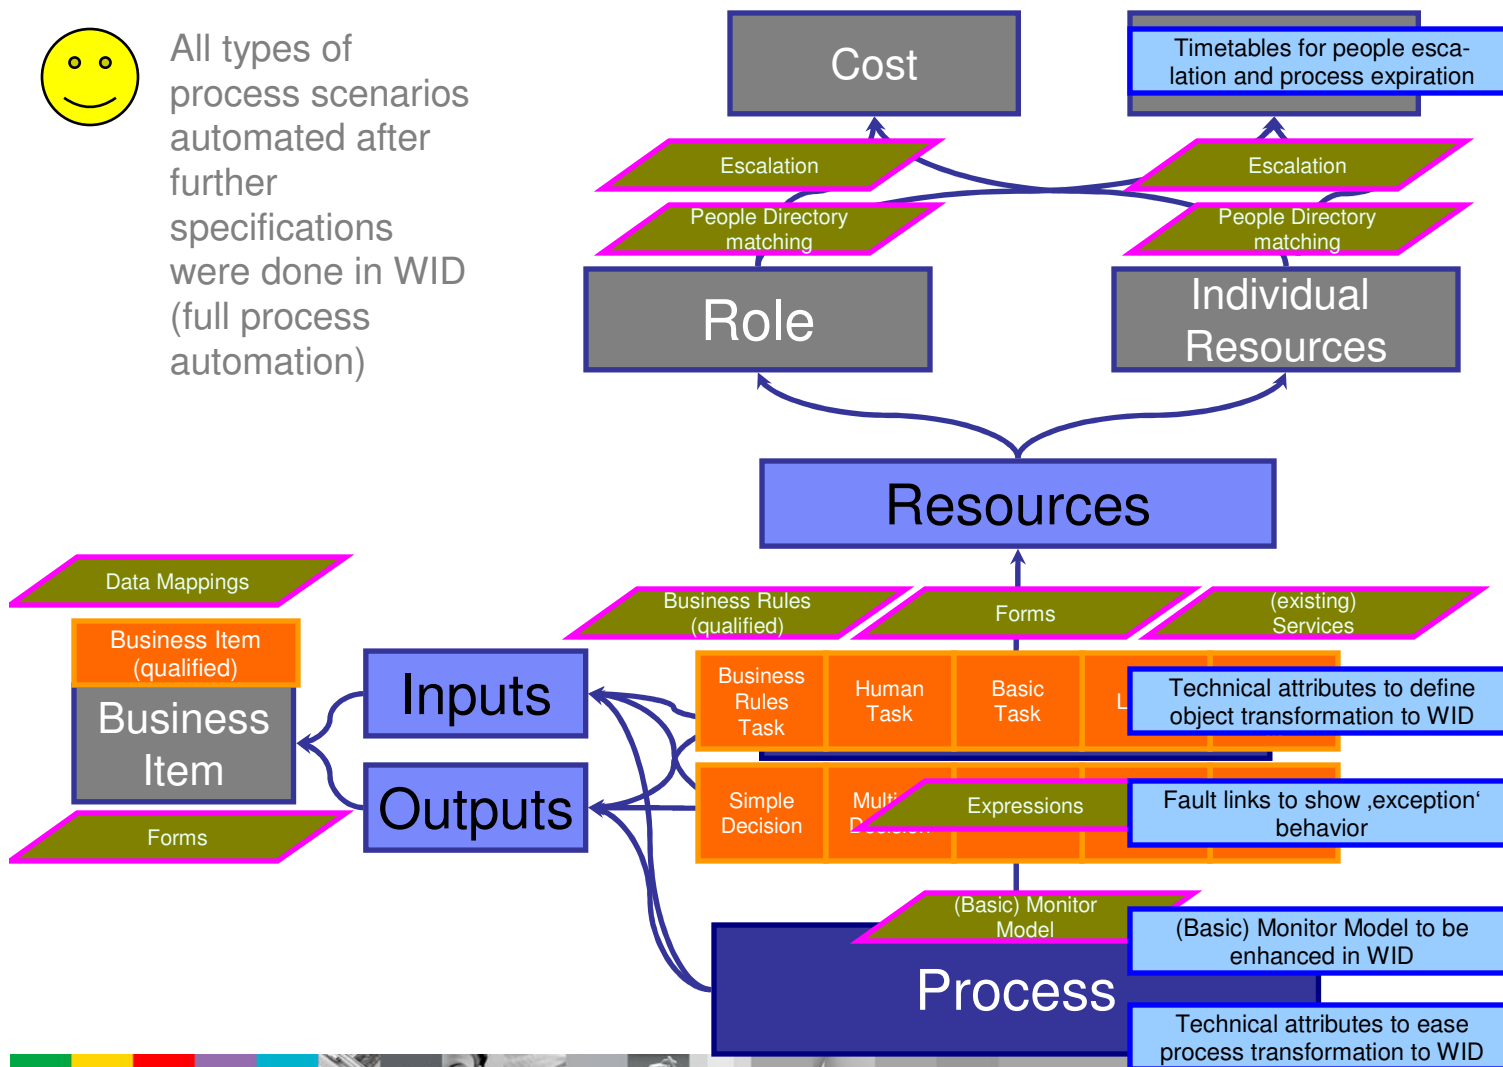 All types of
process scenarios
automated after
further
specifications
were done in WID
(full process
automation)
Cost
Timetables for people esca-
lation and process expiration
Escalation
Escalation
People Directory
matching
People Directory
matching
Role
Individual
Resources
Resources
Data Mappings
Business Rules
(qualified)
Forms
(existing)
Services
Business Item
(qualified)
Business
Item
Inputs
Outputs
Forms
Business
Rules
Task
Human
Task
Basic
Task
Technical attributes to define
object transformation to WID
Simple
Decision
Expressions
Fault links to show ‚exception‘
behavior
(Basic) Monitor
Model
(Basic) Monitor Model to be
enhanced in WID
Process
Technical attributes to ease
process transformation to WID